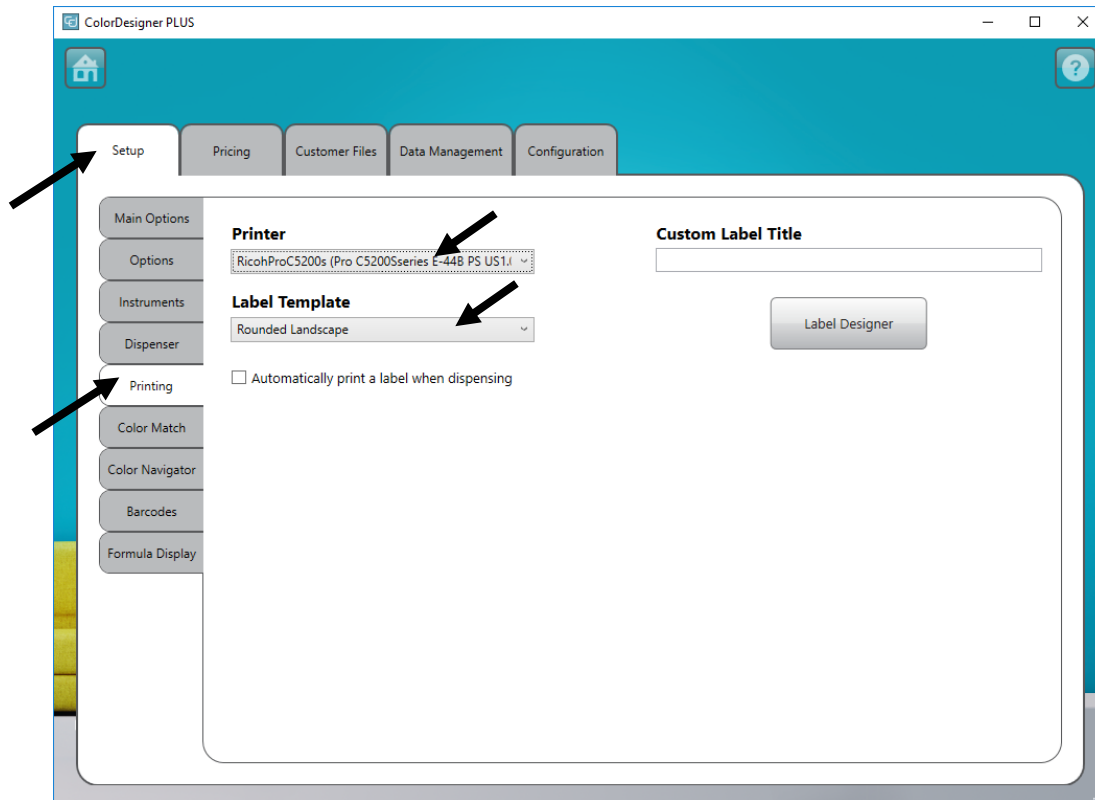 ColorDesigner PLUS
Setup
Pricing
Customer Files
Data Management
Configuration
Main Options
Options
Instruments
Dispenser
Printing
Color Match
Color Navigator
Barcodes
Formula Display
Printer
RicohProC5200s (Pro C5200Sseries E-44B PS US1.(
Label Template
Rounded Landscape
Automatically print a label when dispensing
Custom Label Title
Label Designer